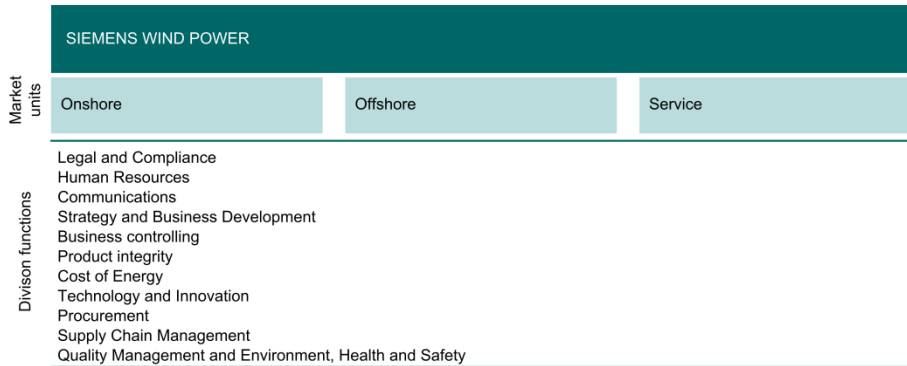 SIEMENS WIND POWER
Market
units
Onshore
Offshore
Service
Divison functions
Legal and Compliance
Human Resources
Communications
Strategy and Business Development
Business controlling
Product integrity
Cost of Energy
Technology and Innovation
Procurement
Supply Chain Management
Quality Management and Environment, Health and Safety